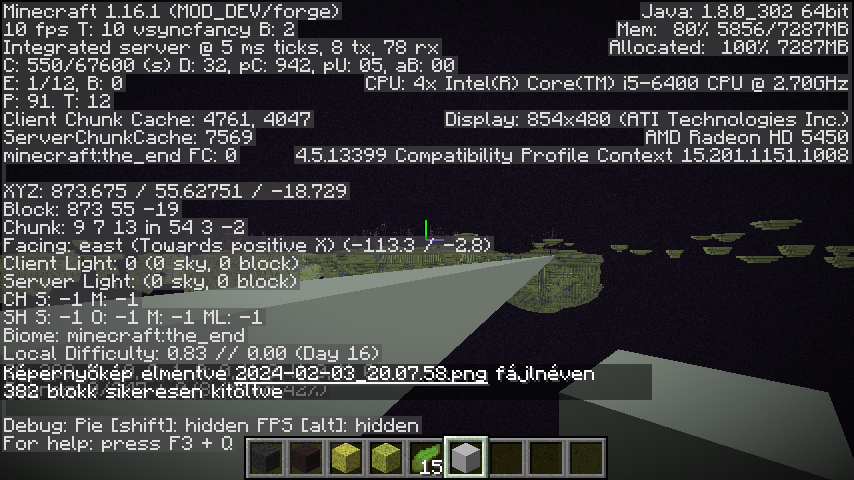 Minecraft 1.16.1 (MOD_DEV/forge)
10 fps T: 10 vsyncfancy B: 2
Integrated server @ 5 ms ticks, 8 tx, 78 rx
C: 550/67600 (s) D: 32, pC: 942, pU: 05, aB: 00
E: 1/12, B: 0
P: 91. T: 12
Client Chunk Cache: 4761, 4047
ServerChunkCache: 7569
minecraft:the_end FC: 0
XYZ: 873.675 / 55.62751 / -18.729
Block: 873 55 -19
Chunk: 9 7 13 in 54 3 -2
Facing: east (Towards positive X) (-113.3 / -2.8)
Client Light: 0 (0 sky, 0 block)
Server Light: (0 sky, 0 block)
CH S: -1 M: -1
SH S: -1 O: -1 M: -1 ML: -1
Biome: minecraft:the_end
Local Difficulty: 0.83 // 0.00 (Day 16)
Képernyőkép elmentve 2024-02-03_20.07.58.png fájlnéven
382 blokk sikeresen kitöltve
Debug: Pie [shift]: hidden FPS [alt]: hidden
For help: press F3 + Q
Java: 1.8.0_302 64bit
Mem: 80% 5856/7287MB
Allocated: 100% 7287MB
CPU: 4x Intel(R) Core(TM) i5-6400 CPU @ 2.70GHz
Display: 854x480 (ATI Technologies Inc.)
AMD Radeon HD 5450
4.5.13399 Compatibility Profile Context 15.201.1151.1008
15